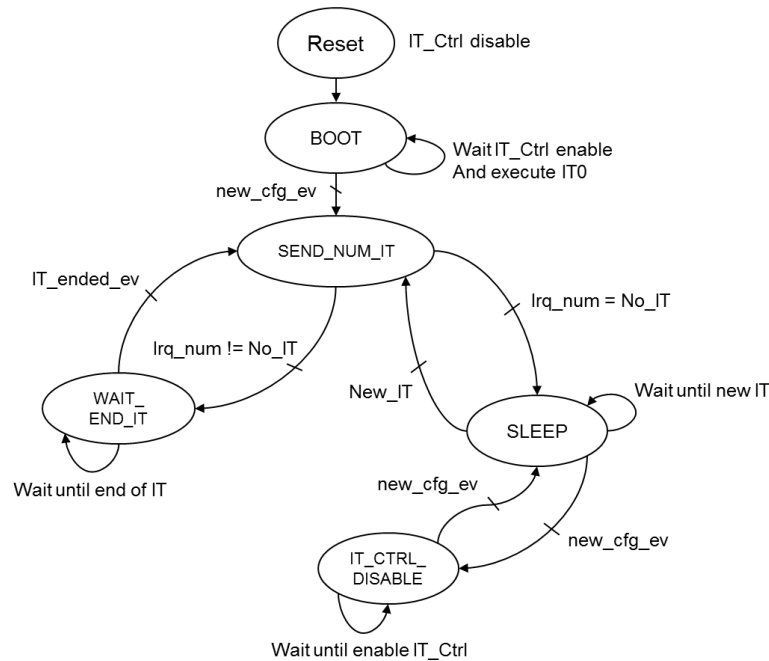 Reset
IT_Ctrl disable
BOOT
Wait IT_Ctrl enable
And execute IT0
new_cfg_ev
SEND_NUM_IT
IT_ended_ev
Irq_num = No_IT
Irq_num != No_IT
New_IT
WAIT_
END_IT
Wait until new IT
SLEEP
Wait until end of IT
new_cfg_ev
new_cfg_ev
IT_CTRL_
DISABLE
Wait until enable IT_Ctrl